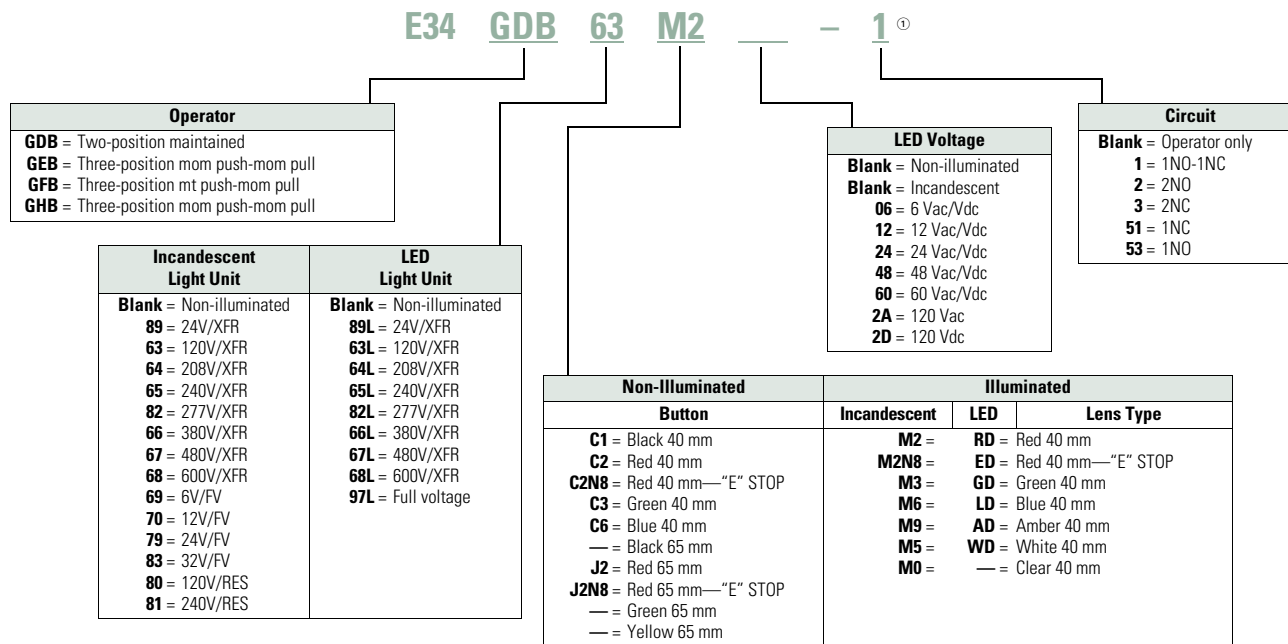 E34 GDB 63 M2 – 1 ①
Operator
GDB = Two-position maintained
GEB = Three-position mom push-mom pull
GFB = Three-position mt push-mom pull
GHB = Three-position mom push-mom pull
Incandescent
Light Unit
Blank = Non-illuminated
89 = 24V/XFR
63 = 120V/XFR
64 = 208V/XFR
65 = 240V/XFR
82 = 277V/XFR
66 = 380V/XFR
67 = 480V/XFR
68 = 600V/XFR
69 = 6V/FV
70 = 12V/FV
79 = 24V/FV
83 = 32V/FV
80 = 120V/RES
81 = 240V/RES
LED
Light Unit
Blank = Non-illuminated
89L = 24V/XFR
63L = 120V/XFR
64L = 208V/XFR
65L = 240V/XFR
82L = 277V/XFR
66L = 380V/XFR
67L = 480V/XFR
68L = 600V/XFR
97L = Full voltage
LED Voltage
Blank = Non-illuminated
Blank = Incandescent
06 = 6 Vac/Vdc
12 = 12 Vac/Vdc
24 = 24 Vac/Vdc
48 = 48 Vac/Vdc
60 = 60 Vac/Vdc
2A = 120 Vac
2D = 120 Vdc
Circuit
Blank = Operator only
1 = 1NO-1NC
2 = 2NO
3 = 2NC
51 = 1NC
53 = 1NO
Non-Illuminated
Button
C1 = Black 40 mm
C2 = Red 40 mm
C2N8 = Red 40 mm—“E” STOP
C3 = Green 40 mm
C6 = Blue 40 mm
— = Black 65 mm
J2 = Red 65 mm
J2N8 = Red 65 mm—“E” STOP
— = Green 65 mm
— = Yellow 65 mm
Illuminated
Incandescent LED Lens Type
M2 = RD = Red 40 mm
M2N8 = ED = Red 40 mm—“E” STOP
M3 = GD = Green 40 mm
M6 = LD = Blue 40 mm
M9 = AD = Amber 40 mm
M5 = WD = White 40 mm
M0 = — = Clear 40 mm